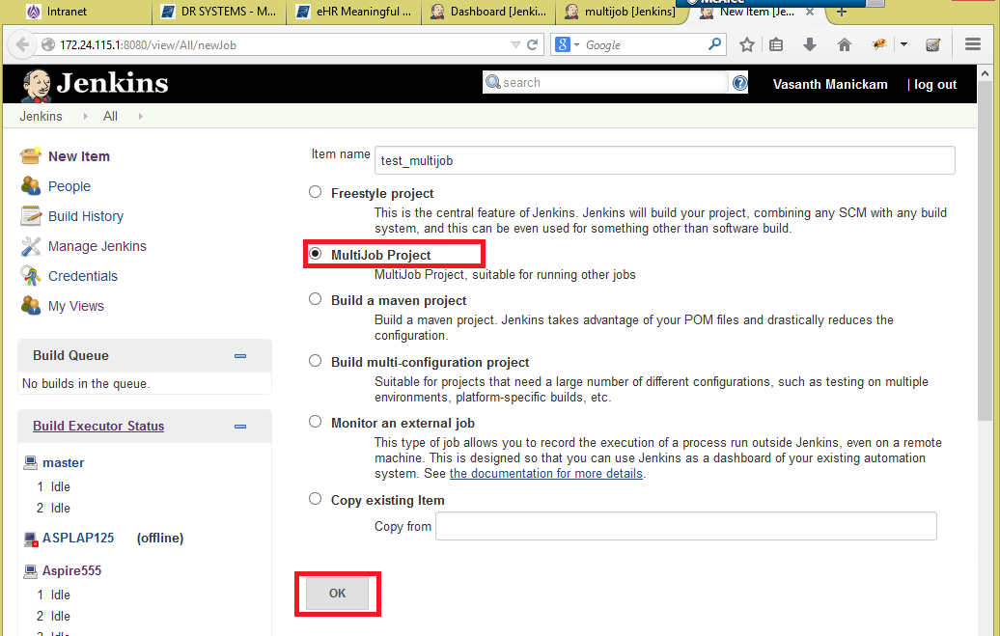 McAfee
Intranet
DR SYSTEMS - M...
eHR Meaningful ...
Dashboard [Jenki...
multijob [Jenkins]
New Item [Je...
172.24.115.1:8080/view/All/newJob
Google
Jenkins
search
Vasanth Manickam
| log out
Jenkins
All
New Item
People
Build History
Manage Jenkins
Credentials
My Views
Build Queue
No builds in the queue.
Build Executor Status
master
1 Idle
2 Idle
ASPLAP125 (offline)
Aspire555
1 Idle
2 Idle
3 Idle
Item name
test_multijob
Freestyle project
This is the central feature of Jenkins. Jenkins will build your project, combining any SCM with any build
system, and this can be even used for something other than software build.
MultiJob Project
MultiJob Project, suitable for running other jobs
Build a maven project
Build a maven project. Jenkins takes advantage of your POM files and drastically reduces the
configuration.
Build multi-configuration project
Suitable for projects that need a large number of different configurations, such as testing on multiple
environments, platform-specific builds, etc.
Monitor an external job
This type of job allows you to record the execution of a process run outside Jenkins, even on a remote
machine. This is designed so that you can use Jenkins as a dashboard of your existing automation
system. See the documentation for more details.
Copy existing Item
Copy from
OK